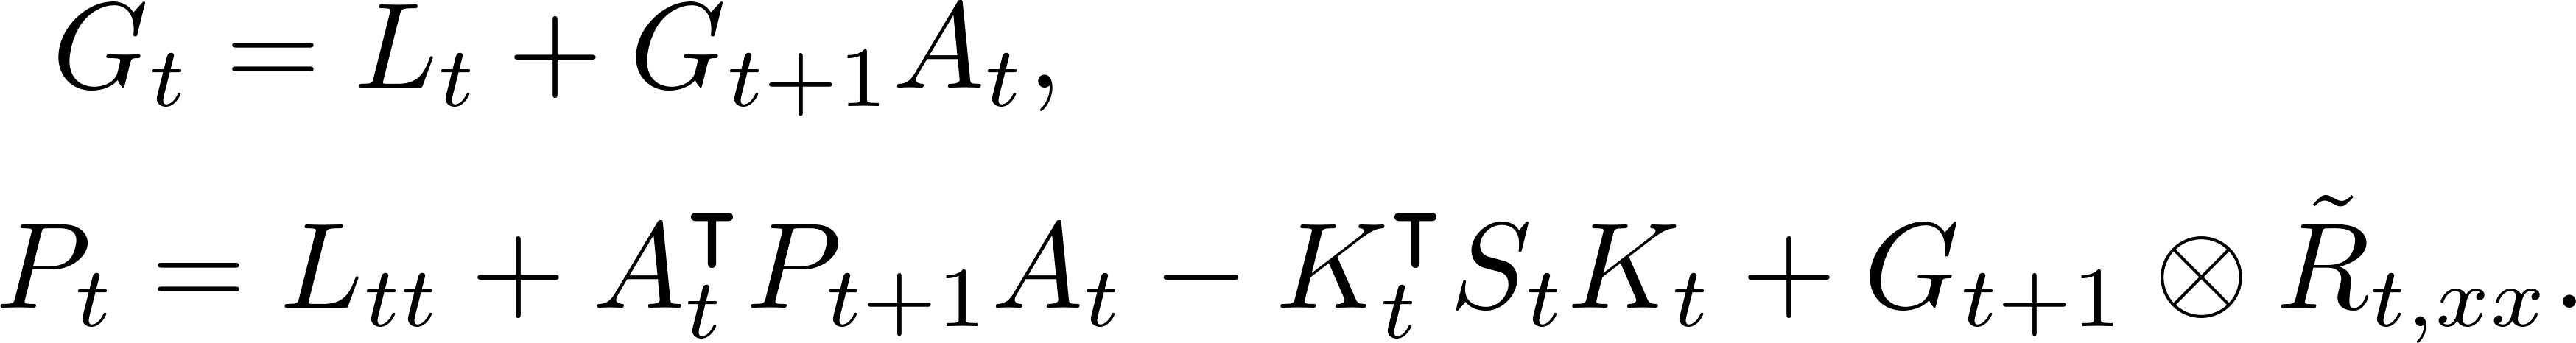 G_t = L_t + G_{t+1} A_t,
P_t = L_{tt} + A_t^⊺ P_{t+1} A_t − K_t^⊺ S_t K_t + G_{t+1} ⊗ R̃_{t,xx}.